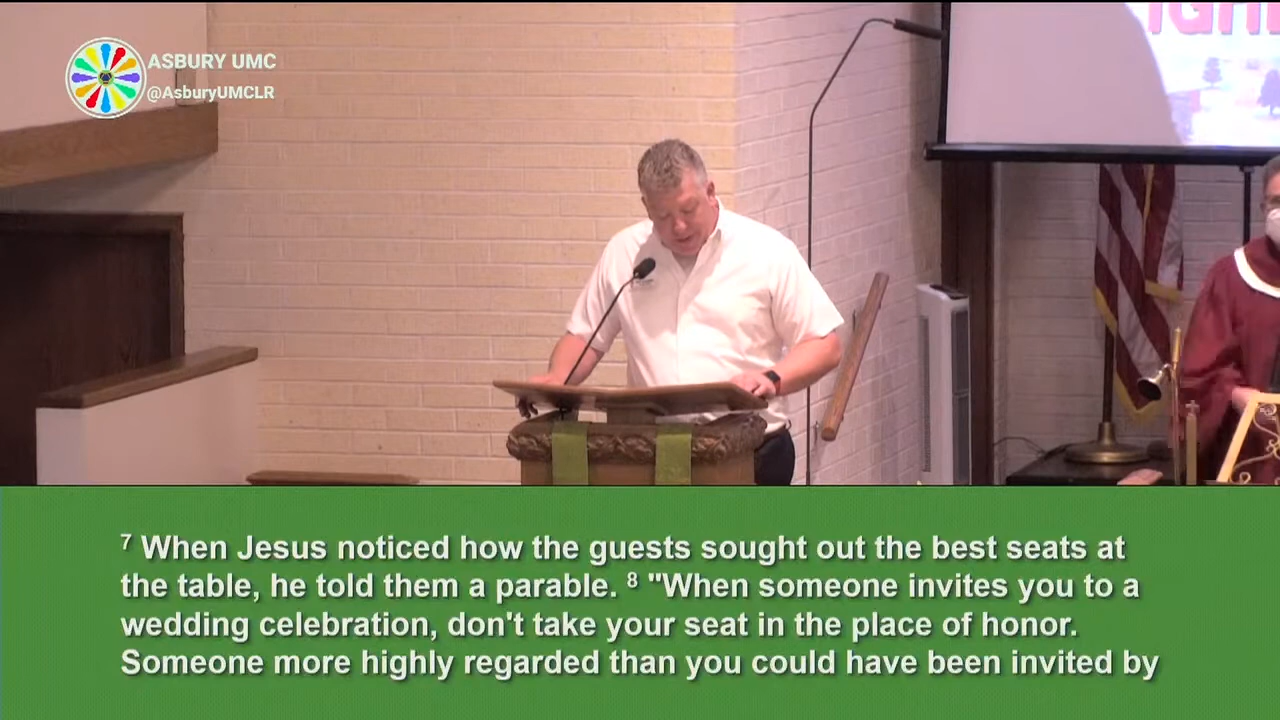 ASBURY UMC
@AsburyUMCLR
⁷ When Jesus noticed how the guests sought out the best seats at
the table, he told them a parable. ⁸ "When someone invites you to a
wedding celebration, don't take your seat in the place of honor.
Someone more highly regarded than you could have been invited by